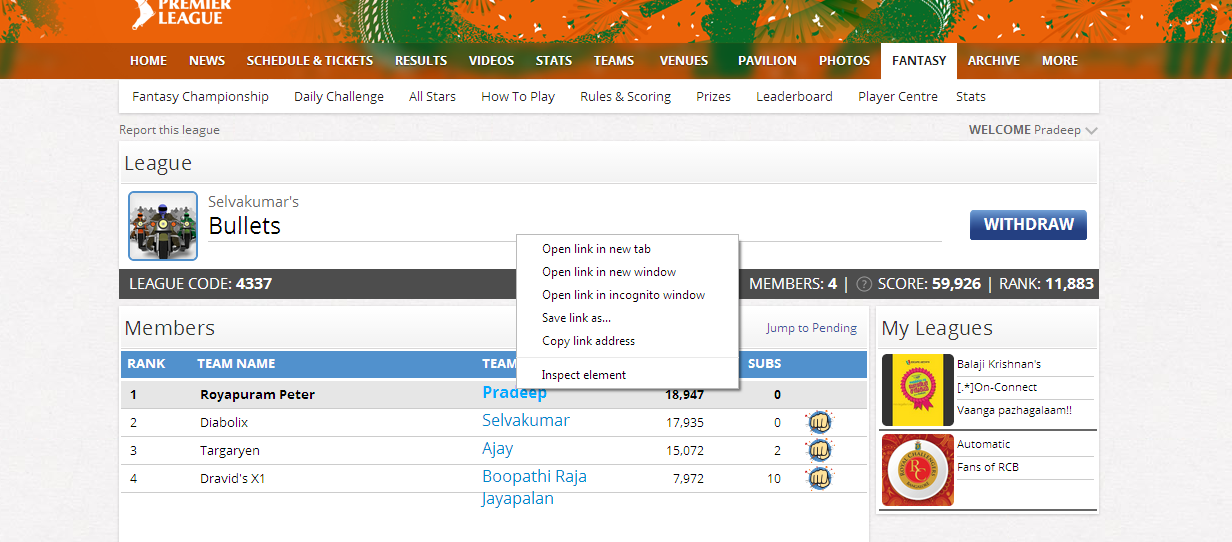 PREMIER
LEAGUE
HOME NEWS SCHEDULE & TICKETS RESULTS VIDEOS STATS TEAMS VENUES PAVILION PHOTOS FANTASY ARCHIVE MORE
Fantasy Championship Daily Challenge All Stars How To Play Rules & Scoring Prizes Leaderboard Player Centre Stats
Report this league WELCOME Pradeep
League
Selvakumar's
Bullets
WITHDRAW
Open link in new tab
Open link in new window
Open link in incognito window
Save link as...
Copy link address
Inspect element
LEAGUE CODE: 4337 MEMBERS: 4 | ? SCORE: 59,926 | RANK: 11,883
Members Jump to Pending
RANK TEAM NAME TEAM SUBS
1 Royapuram Peter Pradeep 18,947 0
2 Diabolix Selvakumar 17,935 0
3 Targaryen Ajay 15,072 2
4 Dravid's X1 Boopathi Raja 7,972 10
Jayapalan
My Leagues
Balaji Krishnan's
[.*]On-Connect
Vaanga pazhagalaam!!
Automatic
Fans of RCB